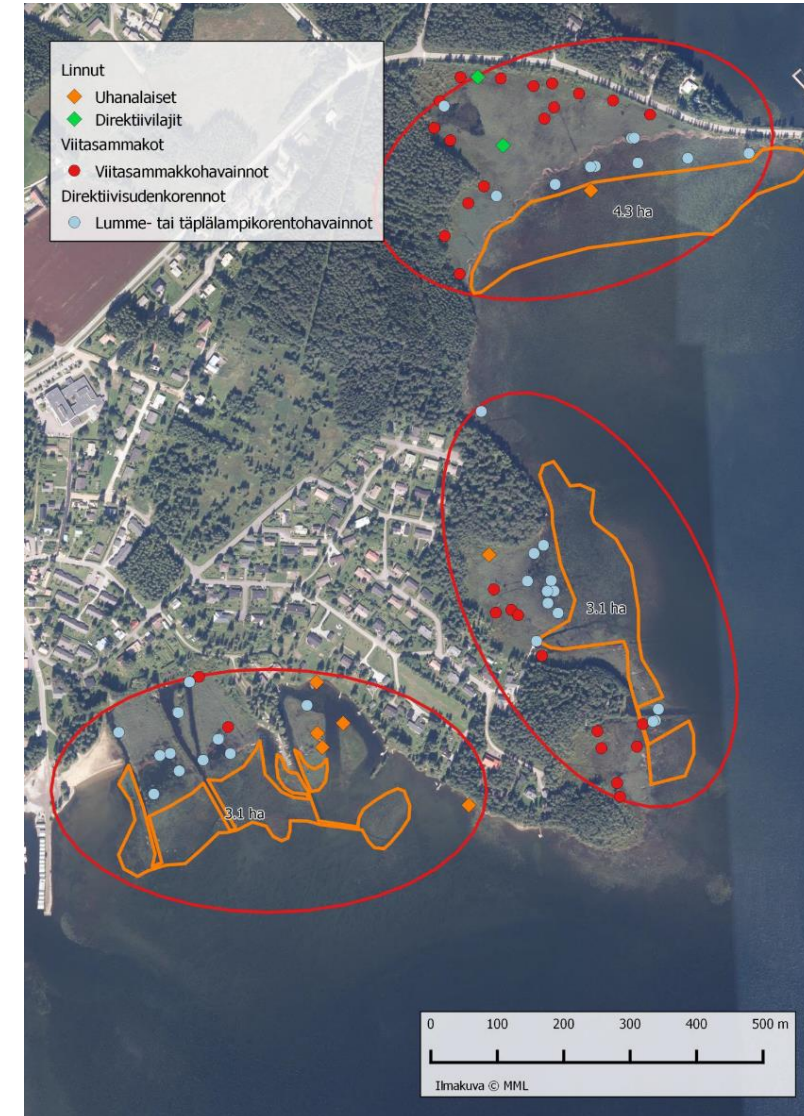 Linnut
Uhanalaiset
Direktiivilajit
Viitasammakot
Viitasammakkohavainnot
Direktiivisudenkorennot
Lumme- tai täplälampikorentohavainnot
4.3 ha
3.1 ha
3.1 ha
0 100 200 300 400 500 m
Ilmakuva © MML